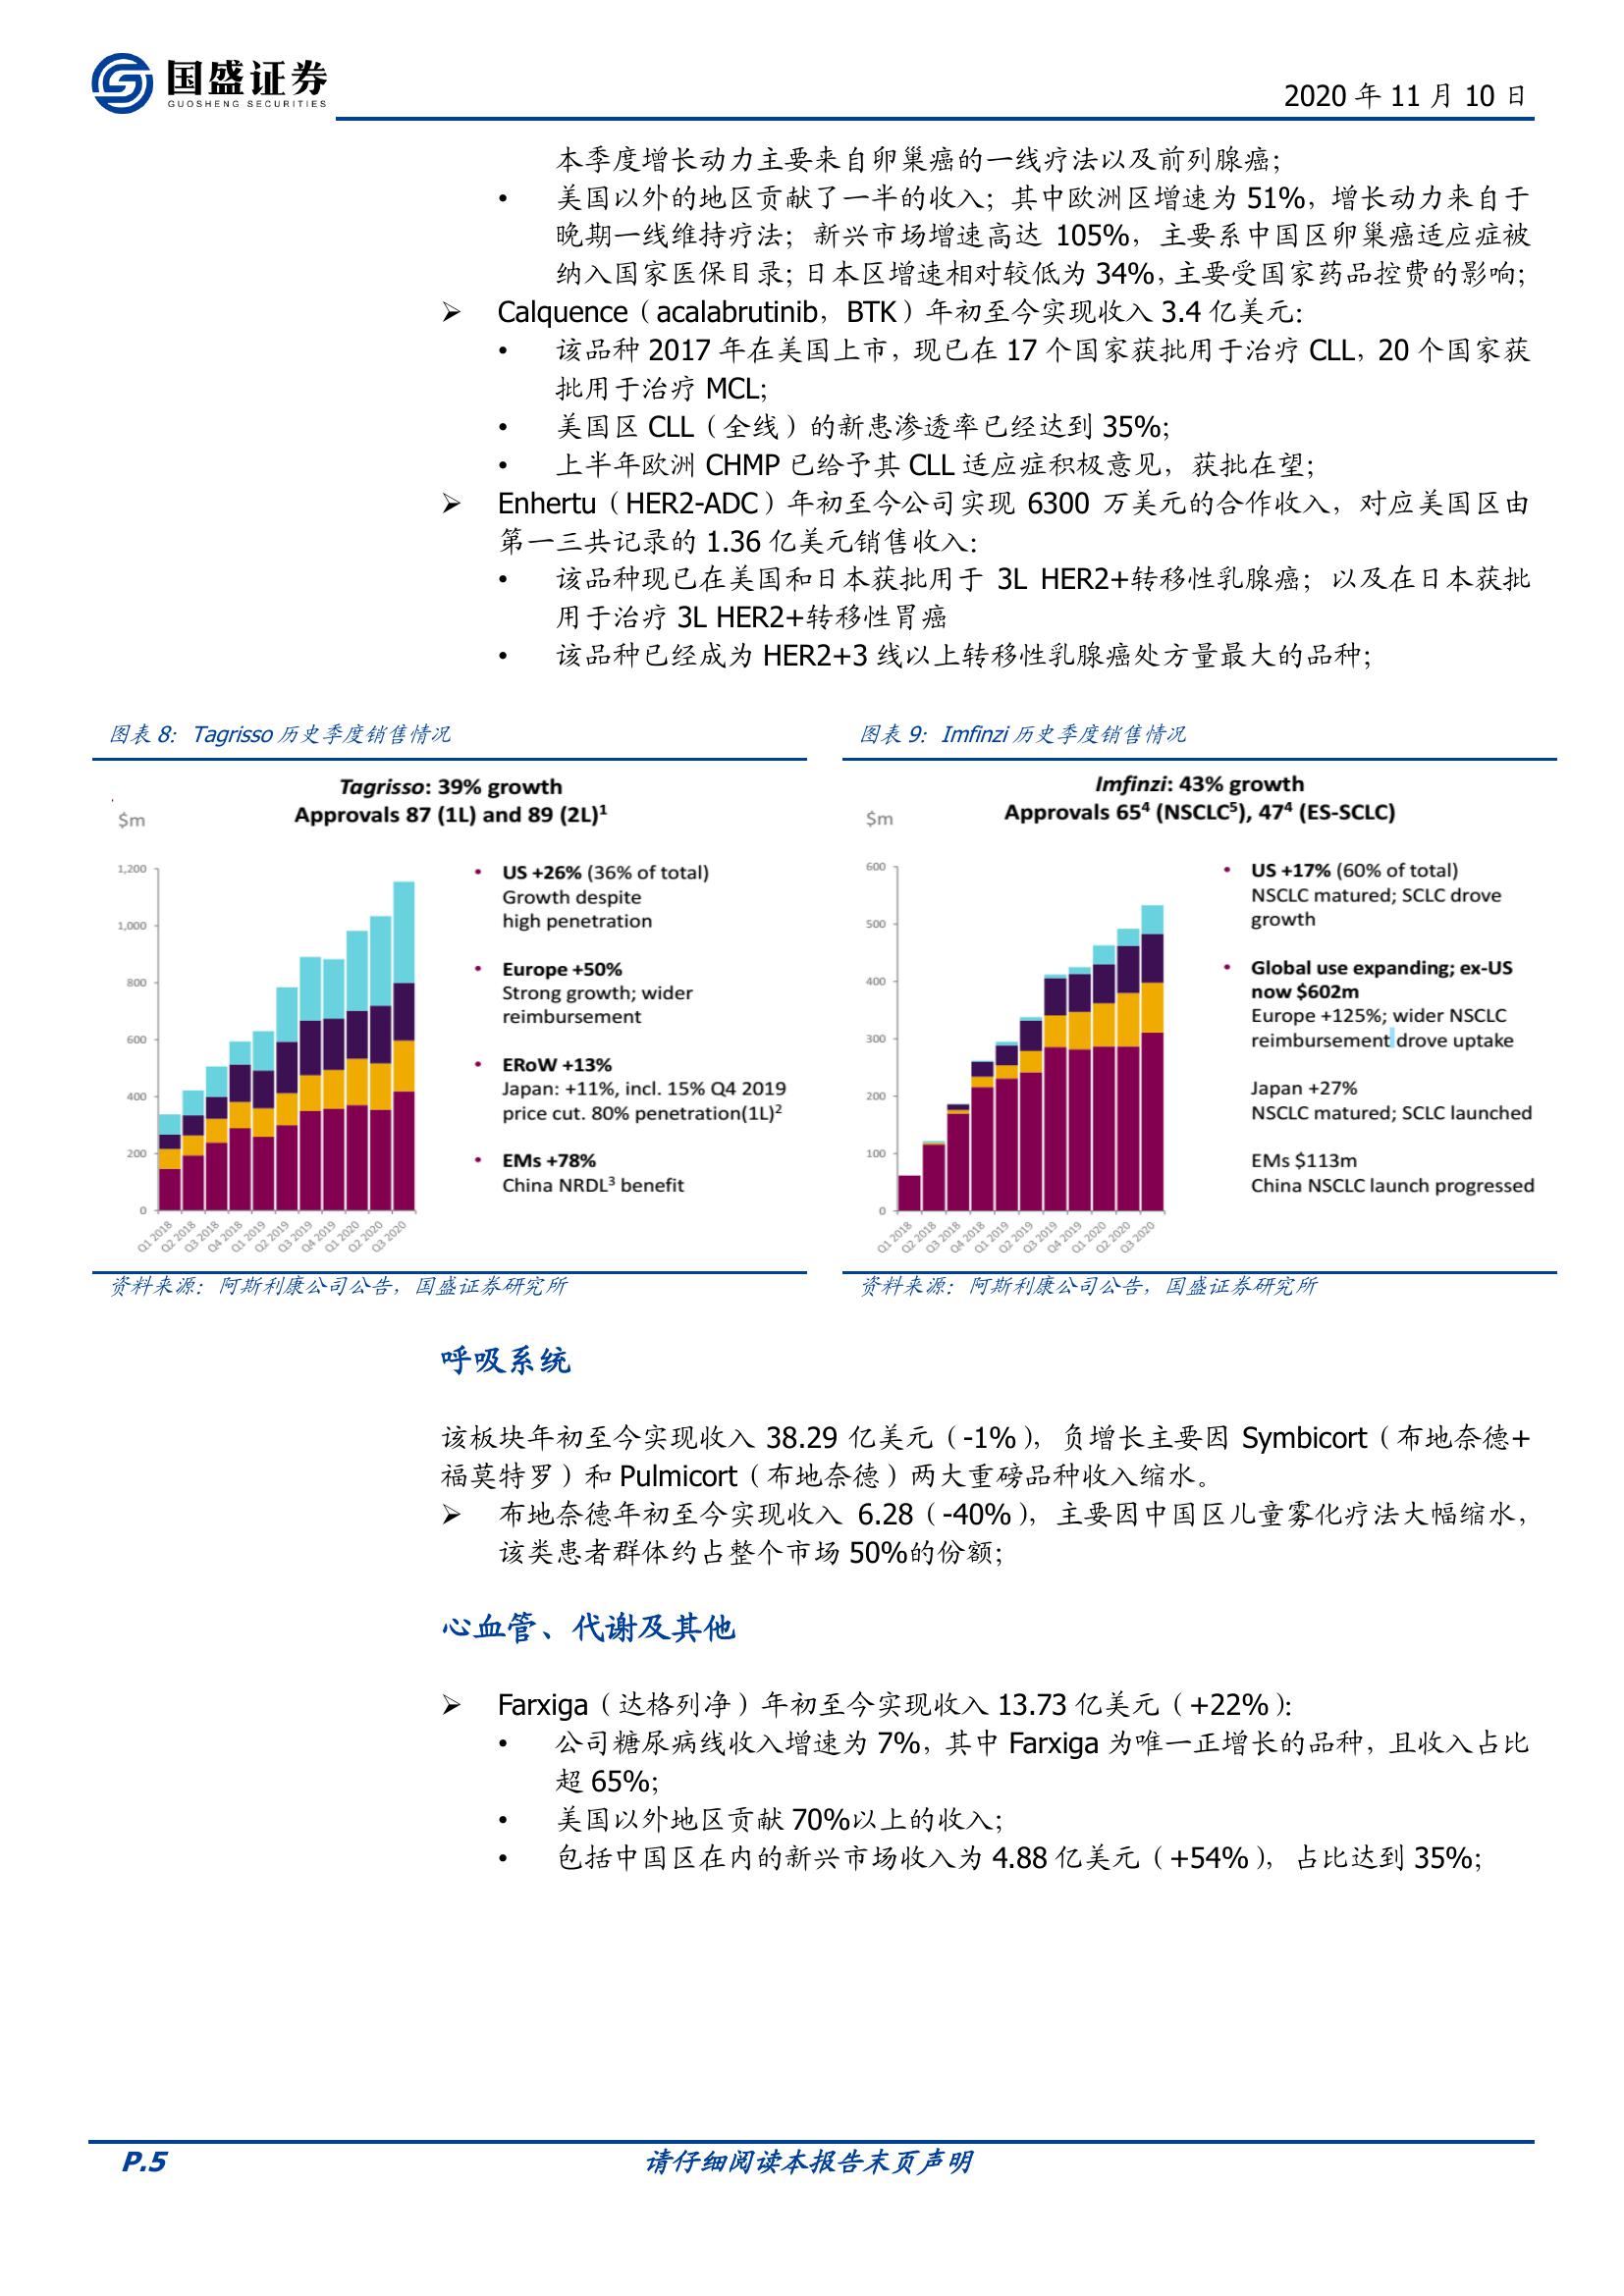 国盛证券
GUOSHENG SECURITIES
2020 年 11 月 10 日
本季度增长动力主要来自卵巢癌的一线疗法以及前列腺癌；
• 美国以外的地区贡献了一半的收入；其中欧洲区增速为 51%，增长动力来自于
晚期一线维持疗法；新兴市场增速高达 105%，主要系中国区卵巢癌适应症被
纳入国家医保目录；日本区增速相对较低为 34%，主要受国家药品控费的影响；
➢ Calquence（acalabrutinib，BTK）年初至今实现收入 3.4 亿美元：
• 该品种 2017 年在美国上市，现已在 17 个国家获批用于治疗 CLL，20 个国家获
批用于治疗 MCL；
• 美国区 CLL（全线）的新患渗透率已经达到 35%；
• 上半年欧洲 CHMP 已给予其 CLL 适应症积极意见，获批在望；
➢ Enhertu（HER2-ADC）年初至今公司实现 6300 万美元的合作收入，对应美国区由
第一三共记录的 1.36 亿美元销售收入：
• 该品种现已在美国和日本获批用于 3L HER2+转移性乳腺癌；以及在日本获批
用于治疗 3L HER2+转移性胃癌
• 该品种已经成为 HER2+3 线以上转移性乳腺癌处方量最大的品种；
图表 8：Tagrisso 历史季度销售情况
Tagrisso: 39% growth
Approvals 87 (1L) and 89 (2L)¹
$m
1,200
1,000
800
600
400
200
0
Q1 2018
Q2 2018
Q3 2018
Q4 2018
Q1 2019
Q2 2019
Q3 2019
Q4 2019
Q1 2020
Q2 2020
Q3 2020
• US +26% (36% of total)
Growth despite
high penetration
• Europe +50%
Strong growth; wider
reimbursement
• ERoW +13%
Japan: +11%, incl. 15% Q4 2019
price cut. 80% penetration(1L)²
• EMs +78%
China NRDL³ benefit
资料来源：阿斯利康公司公告，国盛证券研究所
图表 9：Imfinzi 历史季度销售情况
Imfinzi: 43% growth
Approvals 65⁴ (NSCLC⁵), 47⁴ (ES-SCLC)
$m
600
500
400
300
200
100
0
Q1 2018
Q2 2018
Q3 2018
Q4 2018
Q1 2019
Q2 2019
Q3 2019
Q4 2019
Q1 2020
Q2 2020
Q3 2020
• US +17% (60% of total)
NSCLC matured; SCLC drove
growth
• Global use expanding; ex-US
now $602m
Europe +125%; wider NSCLC
reimbursement drove uptake
Japan +27%
NSCLC matured; SCLC launched
EMs $113m
China NSCLC launch progressed
资料来源：阿斯利康公司公告，国盛证券研究所
呼吸系统
该板块年初至今实现收入 38.29 亿美元（-1%），负增长主要因 Symbicort（布地奈德+
福莫特罗）和 Pulmicort（布地奈德）两大重磅品种收入缩水。
➢ 布地奈德年初至今实现收入 6.28（-40%），主要因中国区儿童雾化疗法大幅缩水，
该类患者群体约占整个市场 50%的份额；
心血管、代谢及其他
➢ Farxiga（达格列净）年初至今实现收入 13.73 亿美元（+22%）：
• 公司糖尿病线收入增速为 7%，其中 Farxiga 为唯一正增长的品种，且收入占比
超 65%；
• 美国以外地区贡献 70%以上的收入；
• 包括中国区在内的新兴市场收入为 4.88 亿美元（+54%），占比达到 35%；
P.5
请仔细阅读本报告末页声明